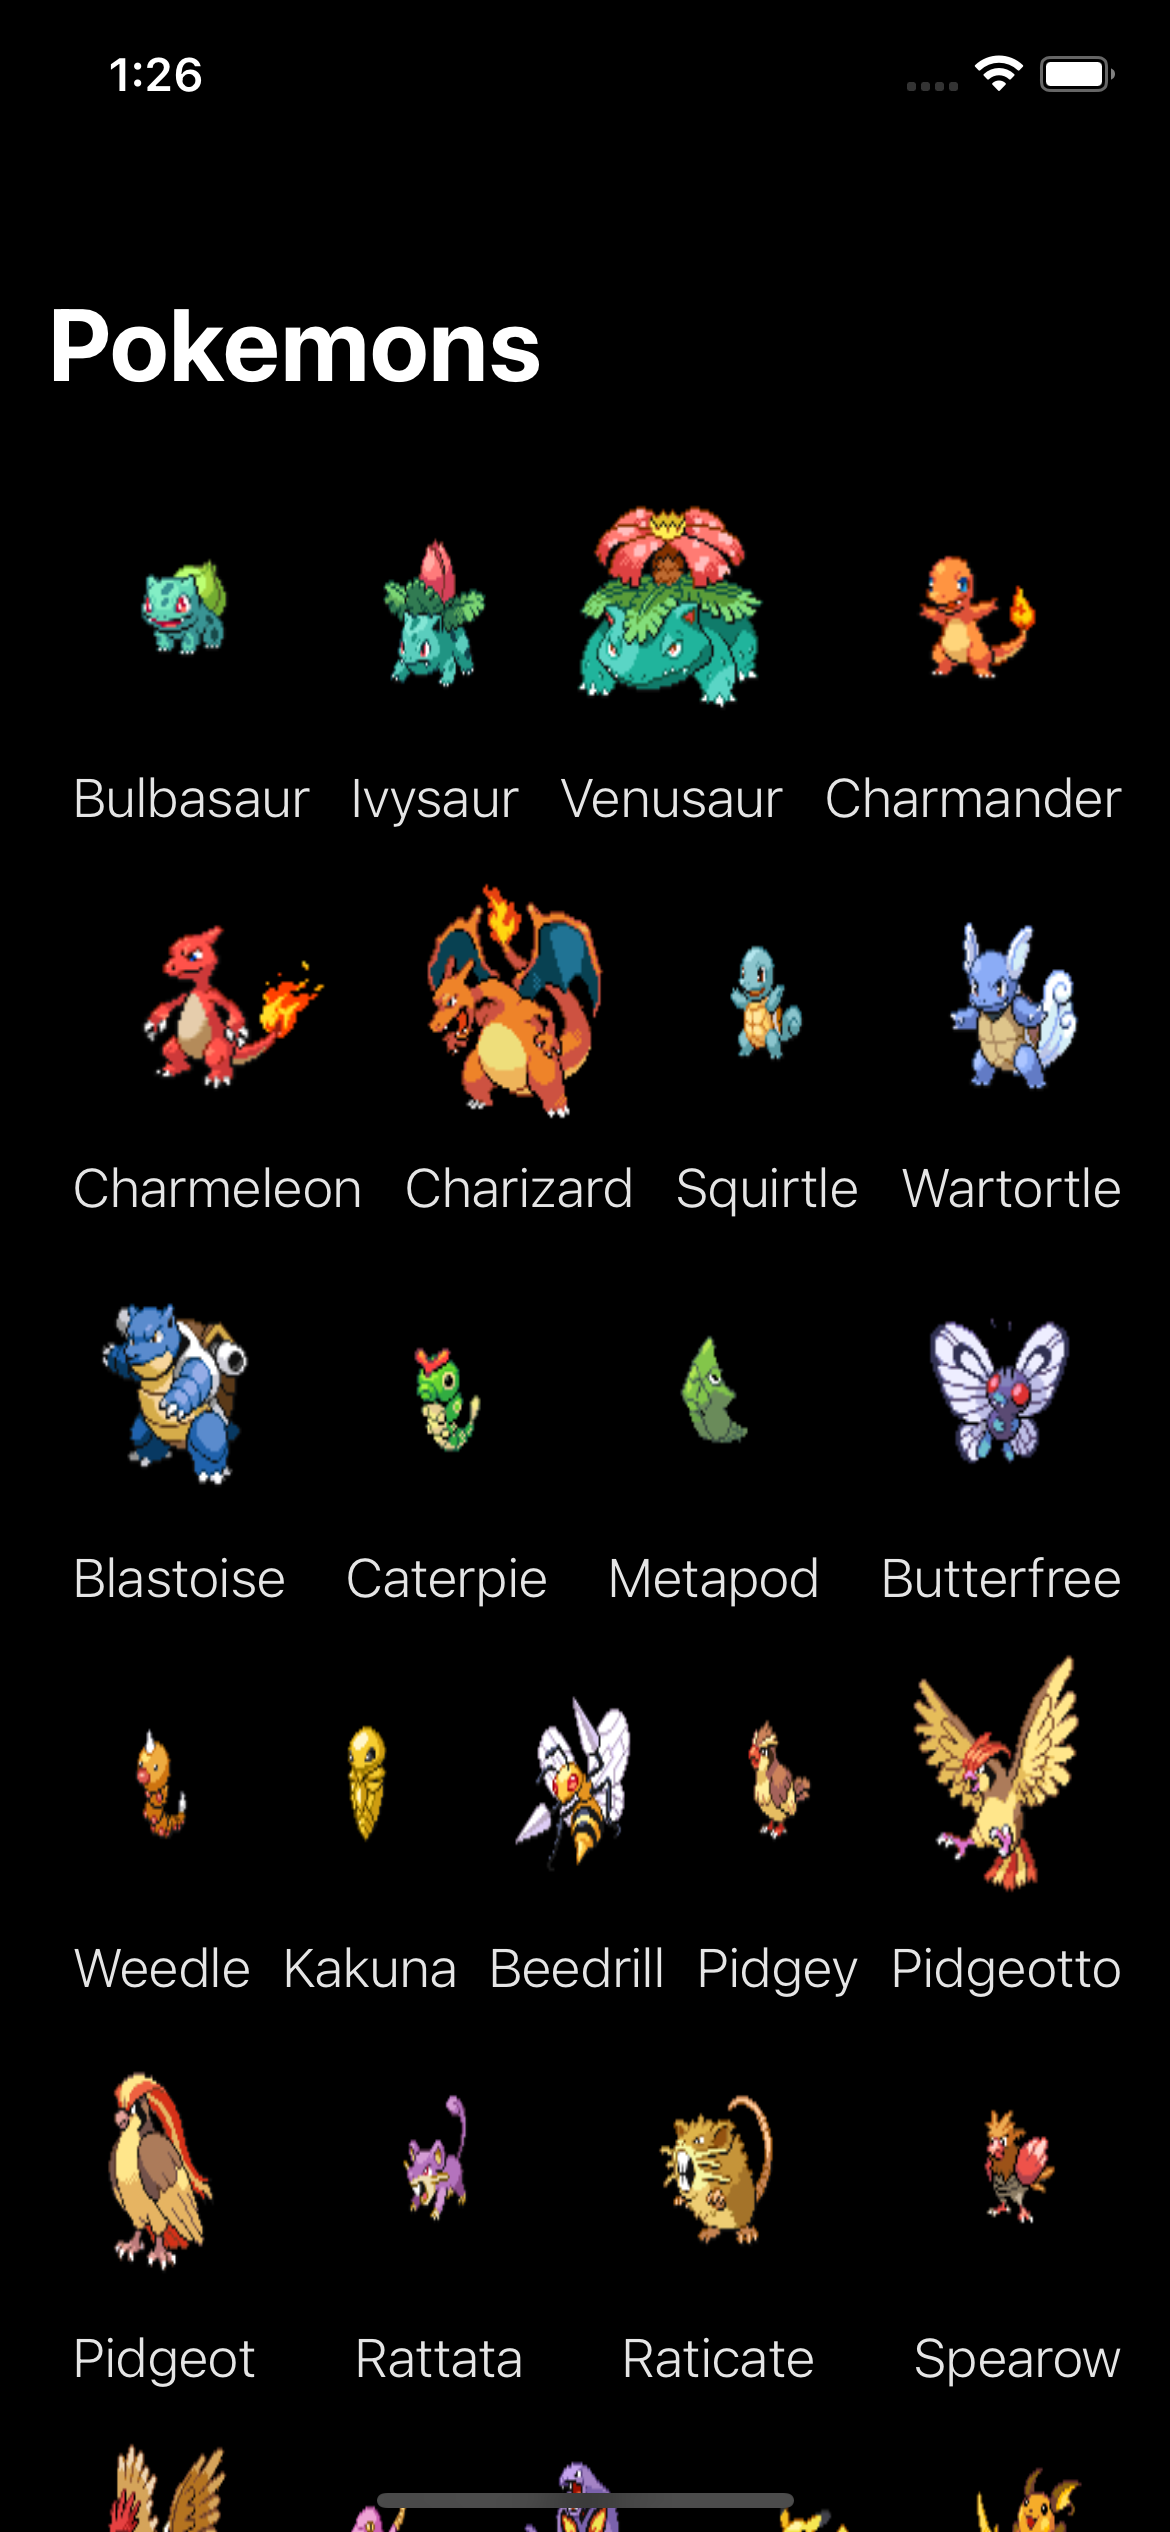 1:26
Pokemons
Bulbasaur Ivysaur Venusaur Charmander
Charmeleon Charizard Squirtle Wartortle
Blastoise Caterpie Metapod Butterfree
Weedle Kakuna Beedrill Pidgey Pidgeotto
Pidgeot Rattata Raticate Spearow